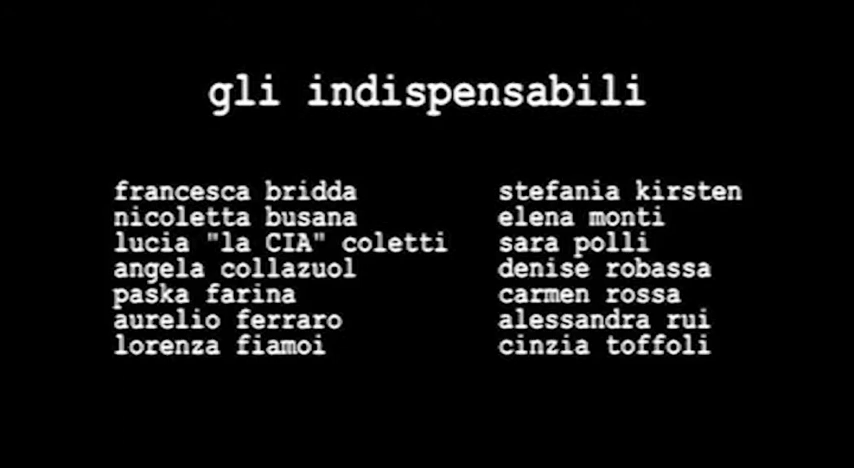 gli indispensabili
francesca bridda
nicoletta busana
lucia "la CIA" coletti
angela collazuol
paska farina
aurelio ferraro
lorenza fiamoi
stefania kirsten
elena monti
sara polli
denise robassa
carmen rossa
alessandra rui
cinzia toffoli